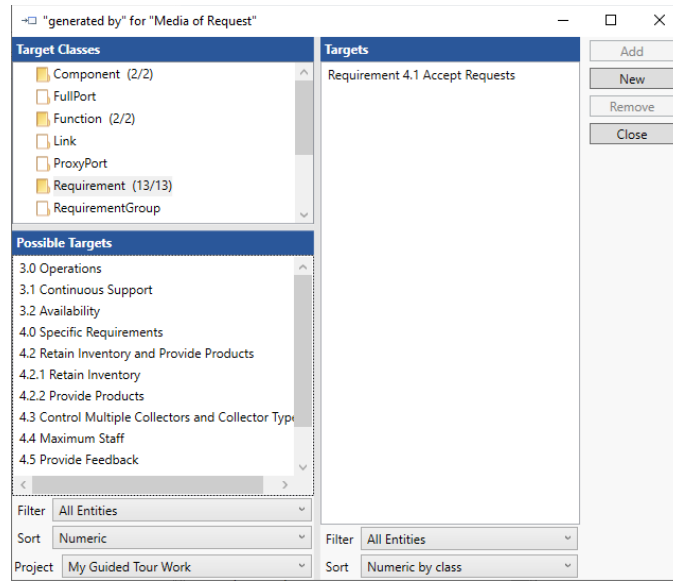 "generated by" for "Media of Request"
Target Classes
Component (2/2)
FullPort
Function (2/2)
Link
ProxyPort
Requirement (13/13)
RequirementGroup
Possible Targets
3.0 Operations
3.1 Continuous Support
3.2 Availability
4.0 Specific Requirements
4.2 Retain Inventory and Provide Products
4.2.1 Retain Inventory
4.2.2 Provide Products
4.3 Control Multiple Collectors and Collector Type
4.4 Maximum Staff
4.5 Provide Feedback
Filter All Entities
Sort Numeric
Project My Guided Tour Work
Targets
Requirement 4.1 Accept Requests
Filter All Entities
Sort Numeric by class
Add
New
Remove
Close